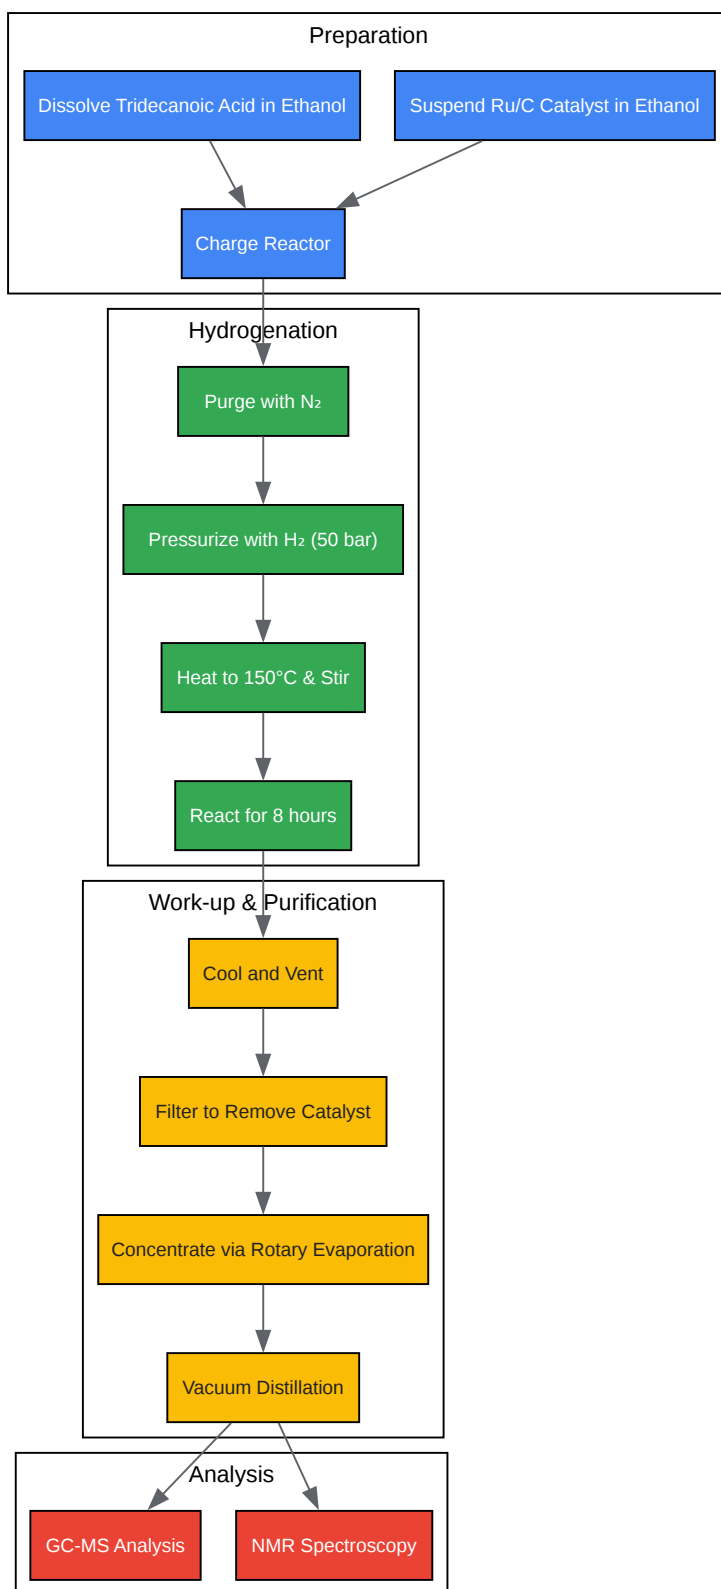 Preparation
Dissolve Tridecanoic Acid in Ethanol
Suspend Ru/C Catalyst in Ethanol
Charge Reactor
Hydrogenation
Purge with N₂
Pressurize with H₂ (50 bar)
Heat to 150°C & Stir
React for 8 hours
Work-up & Purification
Cool and Vent
Filter to Remove Catalyst
Concentrate via Rotary Evaporation
Vacuum Distillation
Analysis
GC-MS Analysis
NMR Spectroscopy